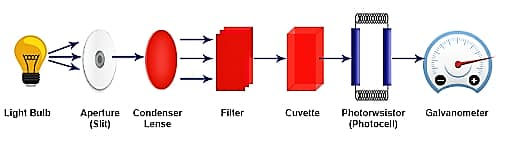 Light Bulb
Aperture
(Slit)
Condenser
Lense
Filter
Cuvette
Photorwsistor
(Photocell)
Galvanometer